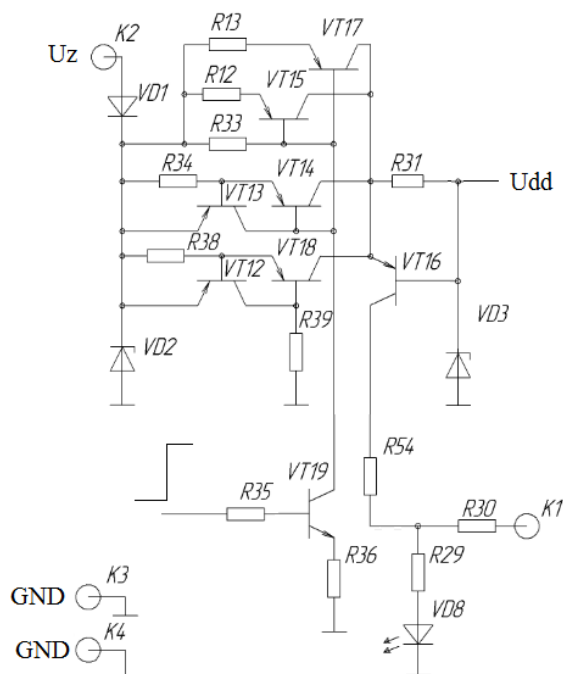 K2
R13
VT17
Uz
R12
VT15
VD1
R33
R34
VT14
R31
VT13
Udd
R38
VT18
VT16
VT12
R39
VD3
VD2
R54
VT19
R35
R30
K1
R36
R29
K3
GND
VD8
K4
GND